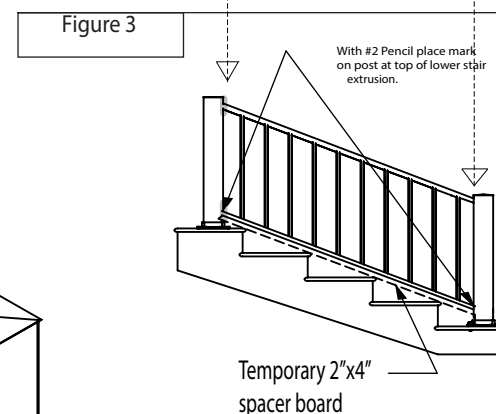 Figure 3
With #2 Pencil place mark
on post at top of lower stair
extrusion.
Temporary 2”x4”
spacer board